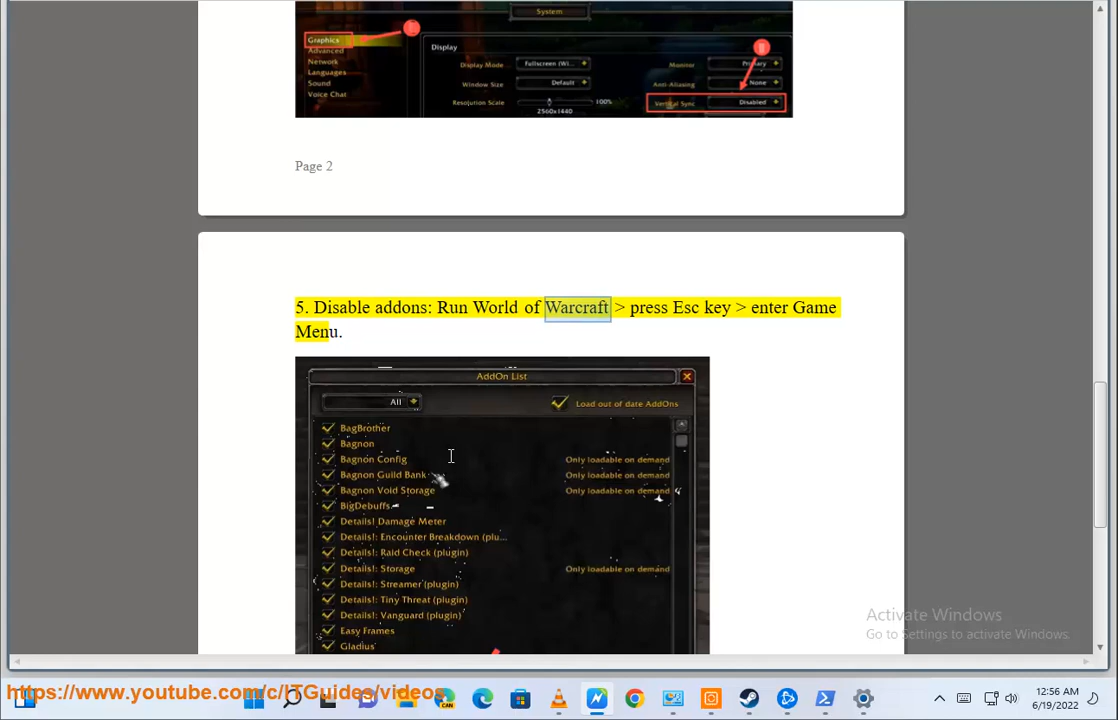 System
Graphics
Advanced
Network
Languages
Sound
Voice Chat
Display
Display Mode Fullscreen (Wi... Monitor Primary
Window Size Default Anti-Aliasing None
Resolution Scale 100% Vertical Sync Disabled
2560x1440
Page 2
5. Disable addons: Run World of Warcraft > press Esc key > enter Game
Menu.
AddOn List
All Load out of date AddOns
BagBrother
Bagnon
Bagnon Config Only loadable on demand
Bagnon Guild Bank Only loadable on demand
Bagnon Void Storage Only loadable on demand
BigDebuffs
Details! Damage Meter
Details!: Encounter Breakdown (plu...
Details!: Raid Check (plugin)
Details!: Storage Only loadable on demand
Details!: Streamer (plugin)
Details!: Tiny Threat (plugin)
Details!: Vanguard (plugin)
Easy Frames
Gladius
Activate Windows
Go to Settings to activate Windows.
https://www.youtube.com/c/ITGuides/videos
CAN
12:56 AM
6/19/2022